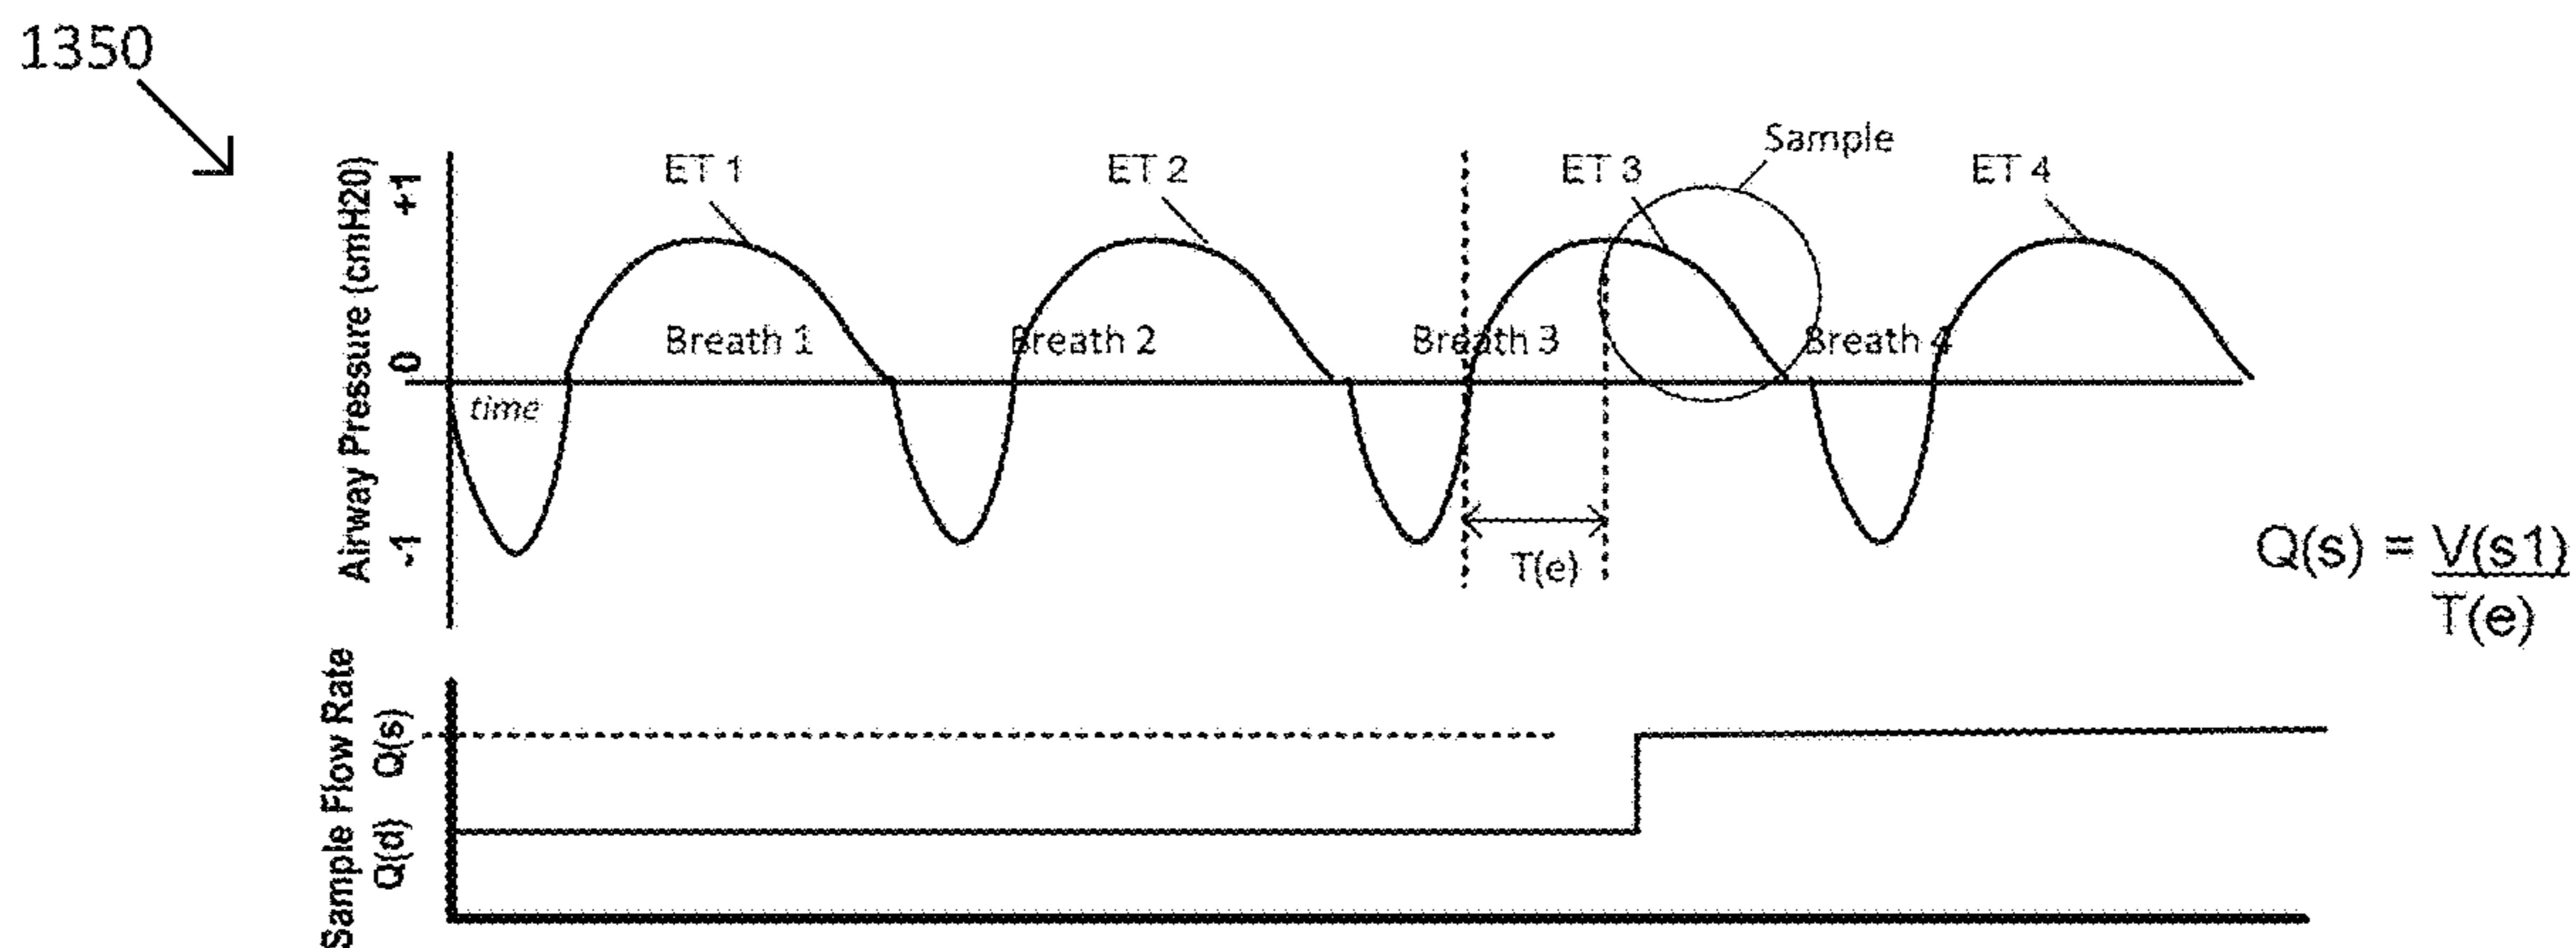 1350
Sample
ET 1
ET 2
ET 3
ET 4
Airway Pressure (cmH20)
+1
0
-1
Breath 1
Breath 2
Breath 3
Breath 4
time
T(e)
Q(s) = V(s1)
T(e)
Sample Flow Rate
Q(s)
Q(d)